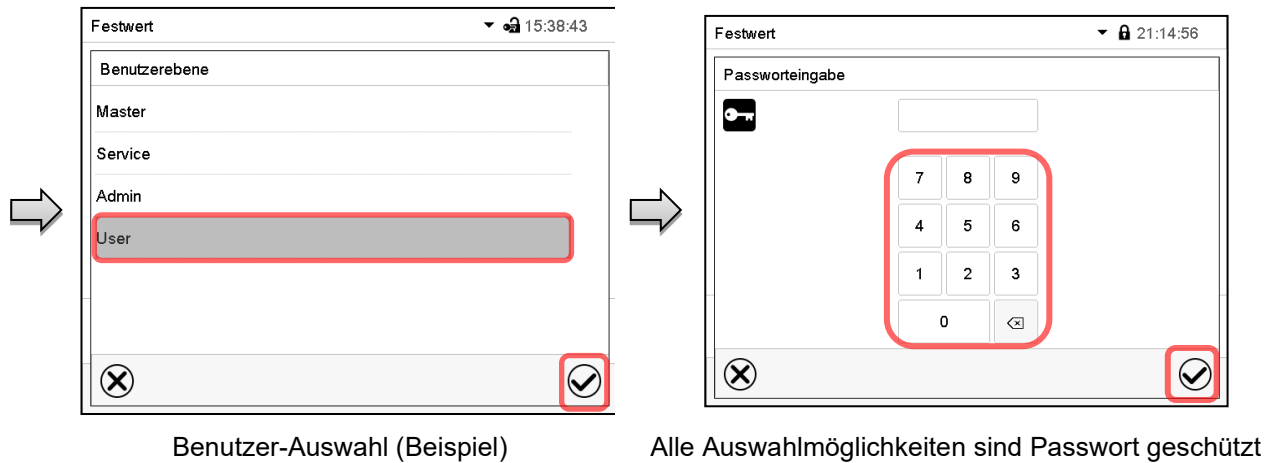 Festwert 15:38:43
Benutzerebene
Master
Service
Admin
User
Benutzer-Auswahl (Beispiel)
Festwert 21:14:56
Passworteingabe
7 8 9
4 5 6
1 2 3
0
Alle Auswahlmöglichkeiten sind Passwort geschützt